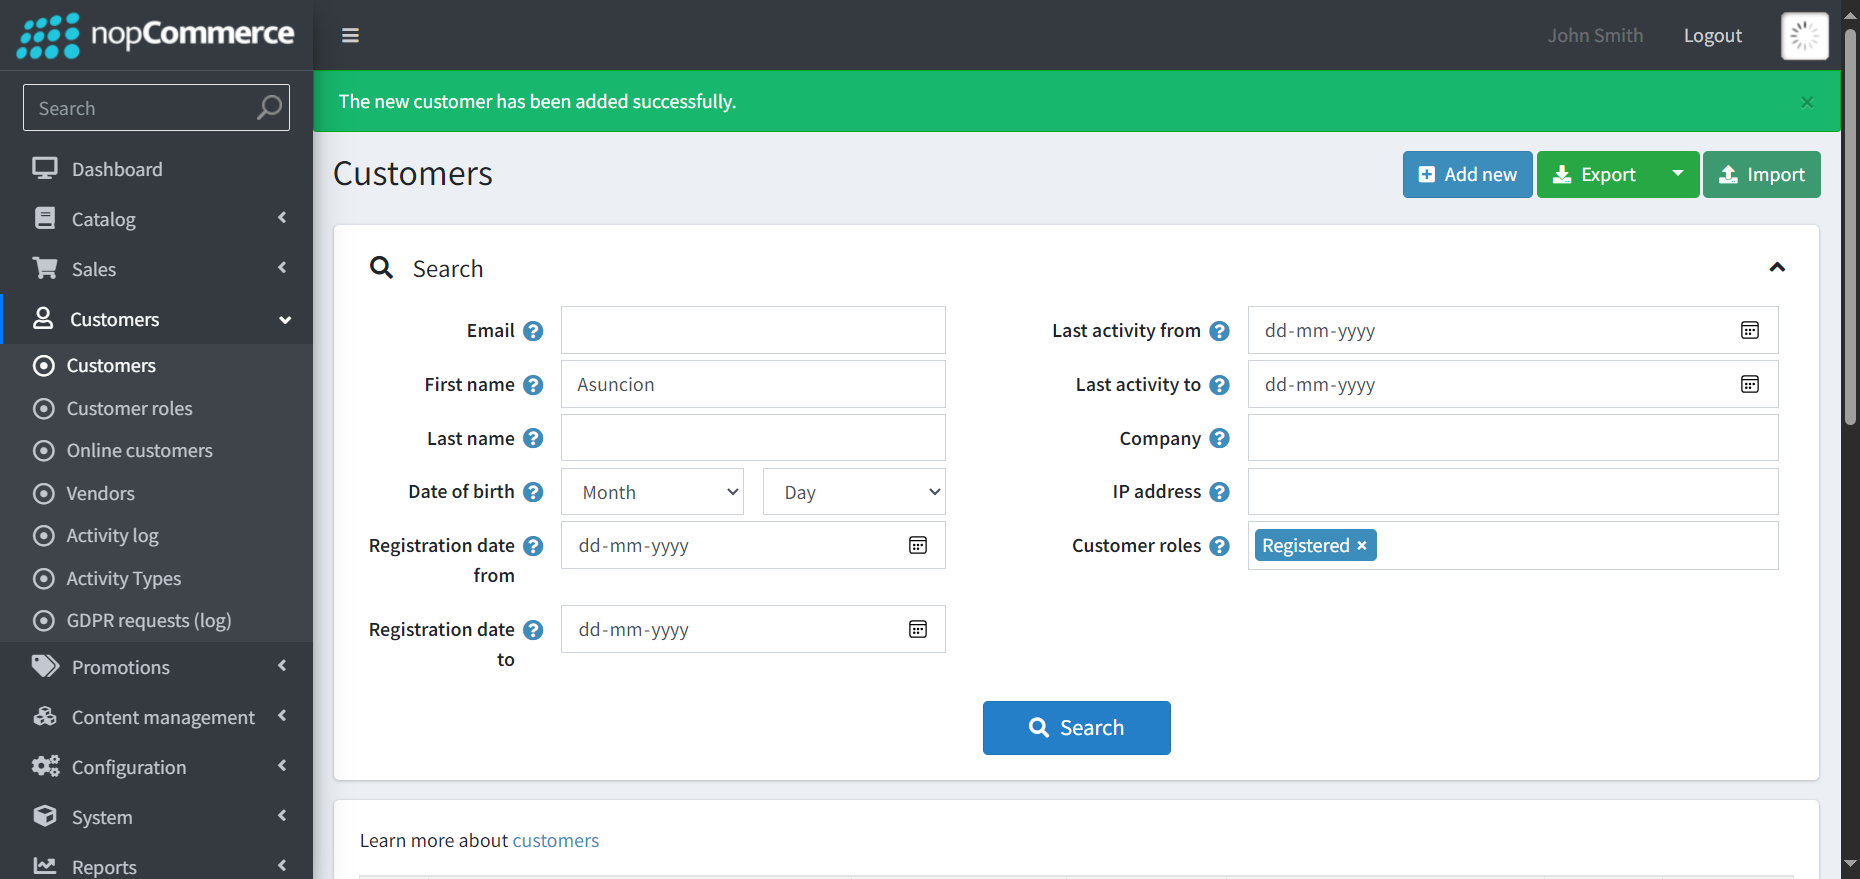 nopCommerce
John Smith
Logout
Search
The new customer has been added successfully.
×
Dashboard
Catalog
Sales
Customers
Customers
Customer roles
Online customers
Vendors
Activity log
Activity Types
GDPR requests (log)
Promotions
Content management
Configuration
System
Reports
Customers
Add new
Export
Import
Search
Email ?
First name ? Asuncion
Last name ?
Date of birth ? Month Day
Registration date ? dd-mm-yyyy
from
Registration date ? dd-mm-yyyy
to
Last activity from ? dd-mm-yyyy
Last activity to ? dd-mm-yyyy
Company ?
IP address ?
Customer roles ? Registered ×
Search
Learn more about customers